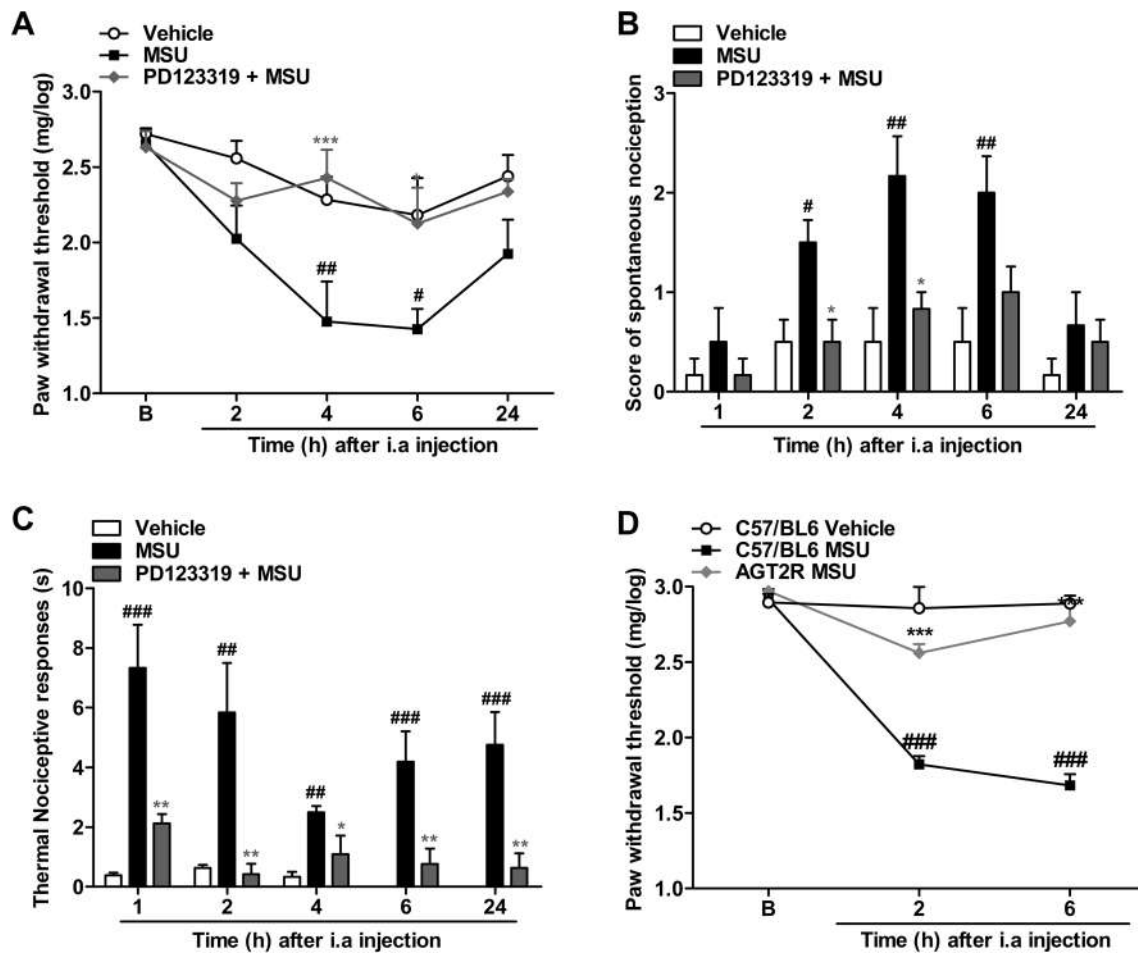 A
Vehicle
MSU
PD123319 + MSU
Paw withdrawal threshold (mg/log)
3.0
2.5
2.0
1.5
1.0
***
*
##
#
B 2 4 6 24
Time (h) after i.a injection
B
Vehicle
MSU
PD123319 + MSU
Score of spontaneous nociception
3
2
1
0
# ## ##
* *
1 2 4 6 24
Time (h) after i.a injection
C
Vehicle
MSU
PD123319 + MSU
Thermal Nociceptive responses (s)
10
8
6
4
2
0
### ## ## ### ###
** ** * ** **
1 2 4 6 24
Time (h) after i.a injection
D
C57/BL6 Vehicle
C57/BL6 MSU
AGT2R MSU
Paw withdrawal threshold (mg/log)
3.0
2.5
2.0
1.5
1.0
*** ***
### ###
B 2 6
Time (h) after i.a injection